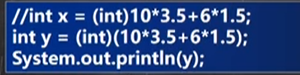 //int x = (int)10*3.5+6*1.5;
int y = (int)(10*3.5+6*1.5);
System.out.println(y);